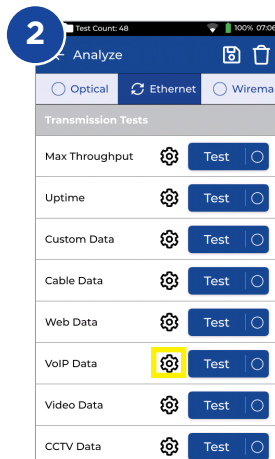 2
Test Count: 48 100% 07:06
Analyze
Optical Ethernet Wirema
Transmission Tests
Max Throughput Test
Uptime Test
Custom Data Test
Cable Data Test
Web Data Test
VoIP Data Test
Video Data Test
CCTV Data Test